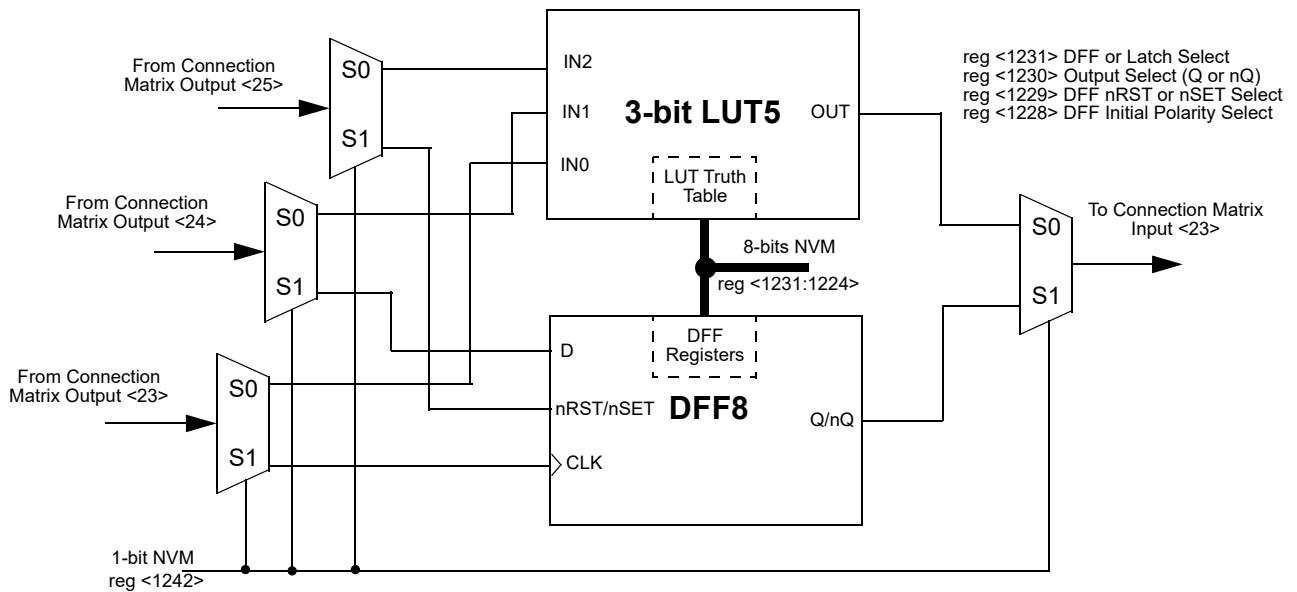 From Connection
Matrix Output <25>
S0
S1
From Connection
Matrix Output <24>
S0
S1
From Connection
Matrix Output <23>
S0
S1
1-bit NVM
reg <1242>
IN2
IN1
IN0
3-bit LUT5
OUT
LUT Truth
Table
8-bits NVM
reg <1231:1224>
DFF
Registers
D
nRST/nSET
DFF8
CLK
Q/nQ
reg <1231> DFF or Latch Select
reg <1230> Output Select (Q or nQ)
reg <1229> DFF nRST or nSET Select
reg <1228> DFF Initial Polarity Select
S0
S1
To Connection Matrix
Input <23>